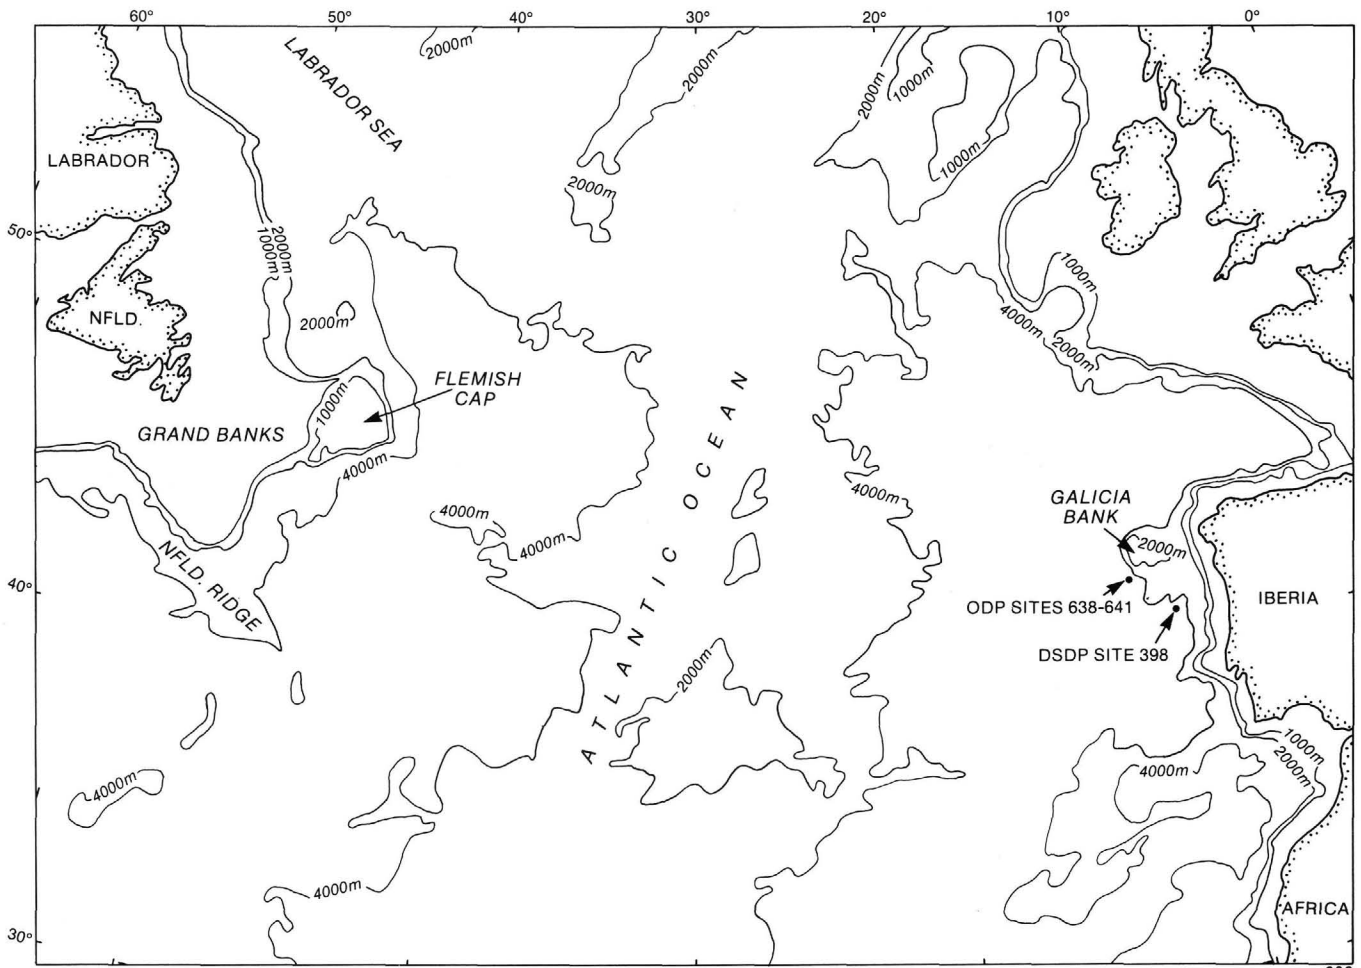 60° 50° 40° 30° 20° 10° 0°
LABRADOR SEA
2000m
2000m
2000m
1000m
1000m
LABRADOR
2000m
50°
2000m
1000m
1000m
NFLD.
2000m
4000m
2000m
FLEMISH
CAP
1000m
GRAND BANKS
4000m
4000m
4000m
4000m
ATLANTIC OCEAN
GALICIA
BANK
2000m
NFLD. RIDGE
40°
ODP SITES 638-641
IBERIA
DSDP SITE 398
2000m
1000m
2000m
4000m
4000m
4000m
AFRICA
30°